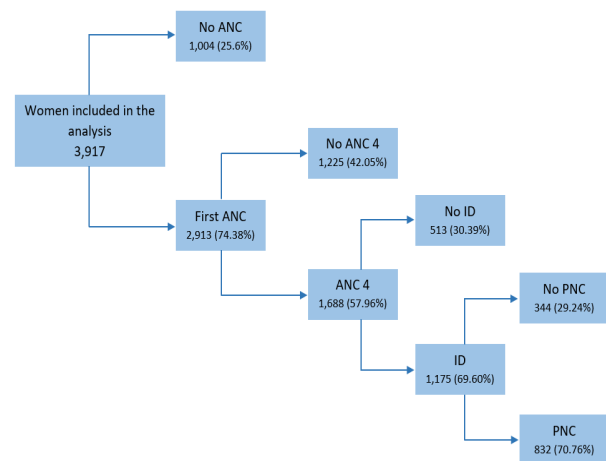 No ANC
1,004 (25.6%)
Women included in the
analysis
3,917
No ANC 4
1,225 (42.05%)
First ANC
2,913 (74.38%)
No ID
513 (30.39%)
ANC 4
1,688 (57.96%)
No PNC
344 (29.24%)
ID
1,175 (69.60%)
PNC
832 (70.76%)